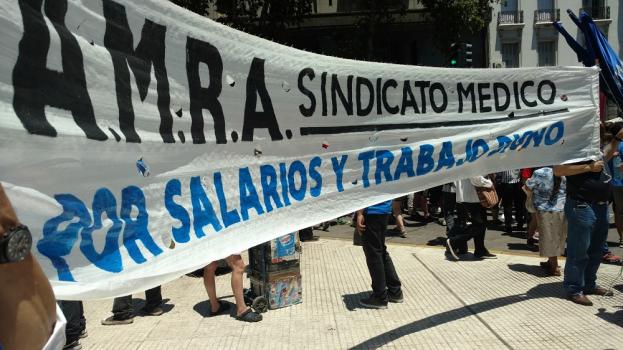 A.M.R.A. SINDICATO MEDICO
POR SALARIOS Y TRABAJO DIGNO